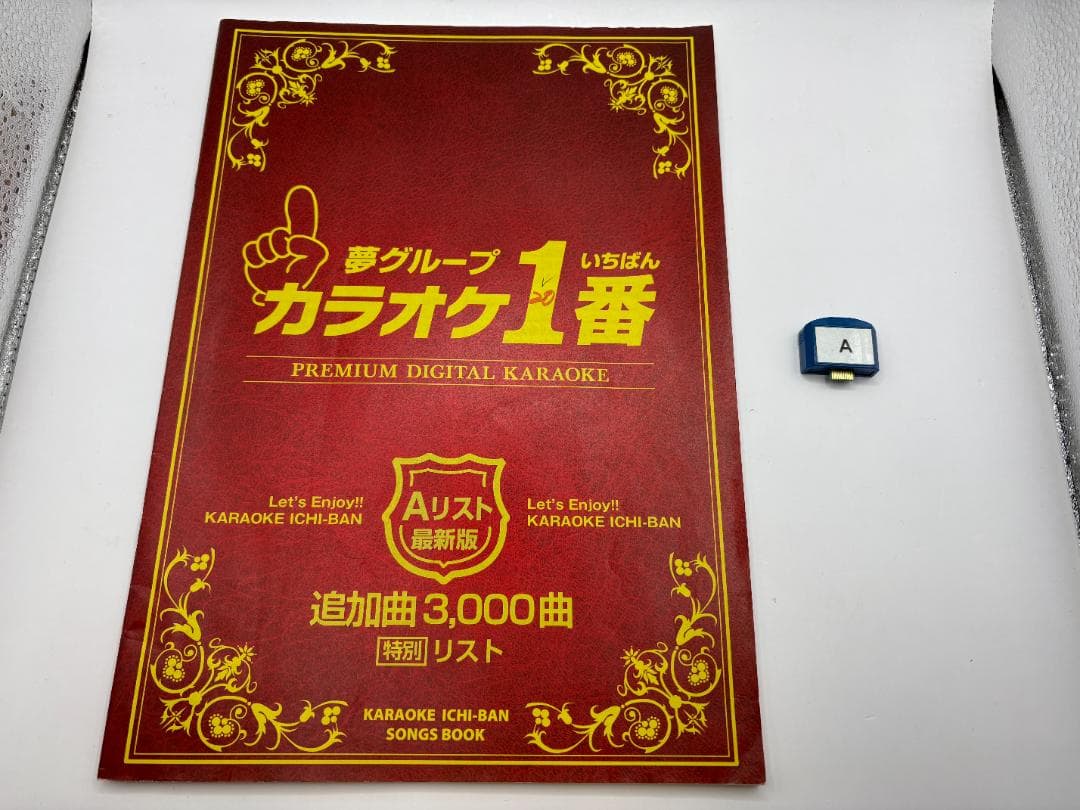 夢グループ
いちばん
カラオケ1番
20
PREMIUM DIGITAL KARAOKE
Let's Enjoy!!
KARAOKE ICHI-BAN
Aリスト
最新版
Let's Enjoy!!
KARAOKE ICHI-BAN
追加曲3,000曲
特別 リスト
KARAOKE ICHI-BAN
SONGS BOOK
A